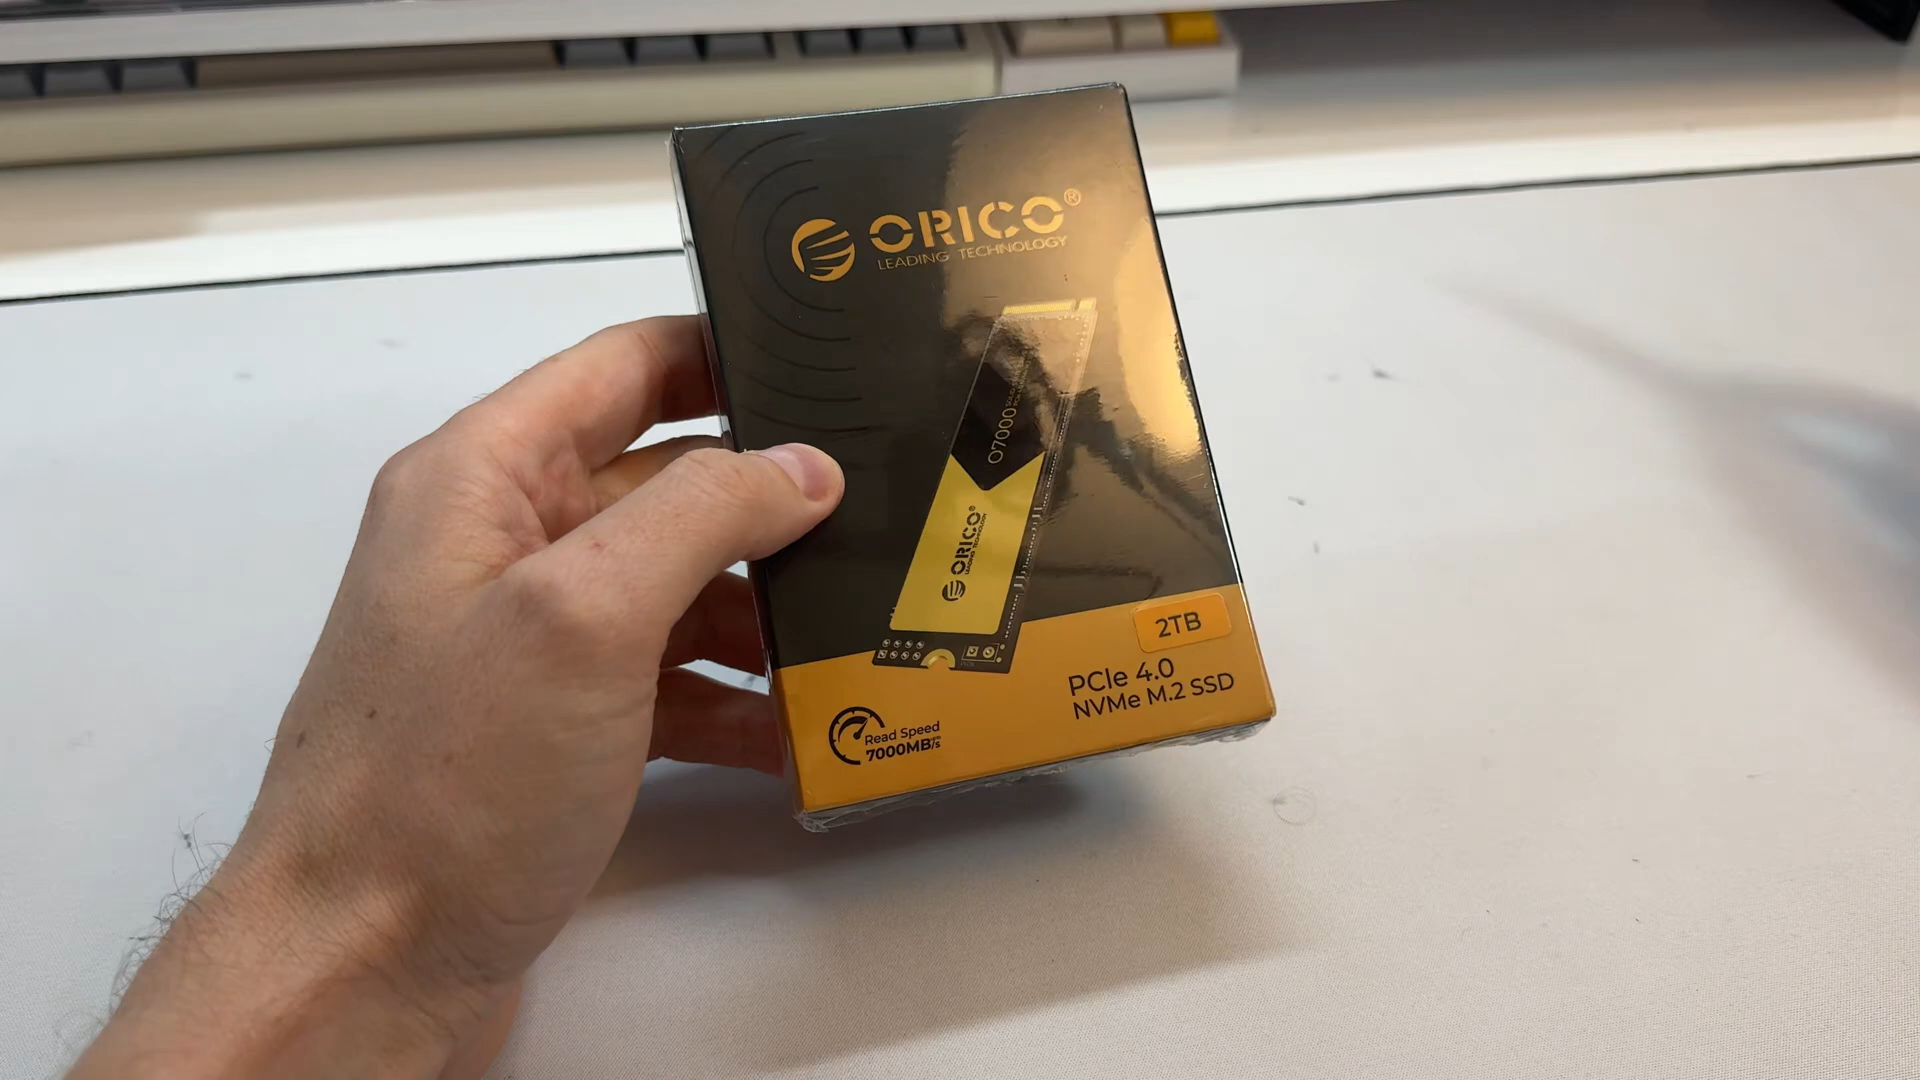 ORICO®
LEADING TECHNOLOGY
O7000
ORICO®
LEADING TECHNOLOGY
2TB
PCIe 4.0
NVMe M.2 SSD
Read Speed
7000MB/s